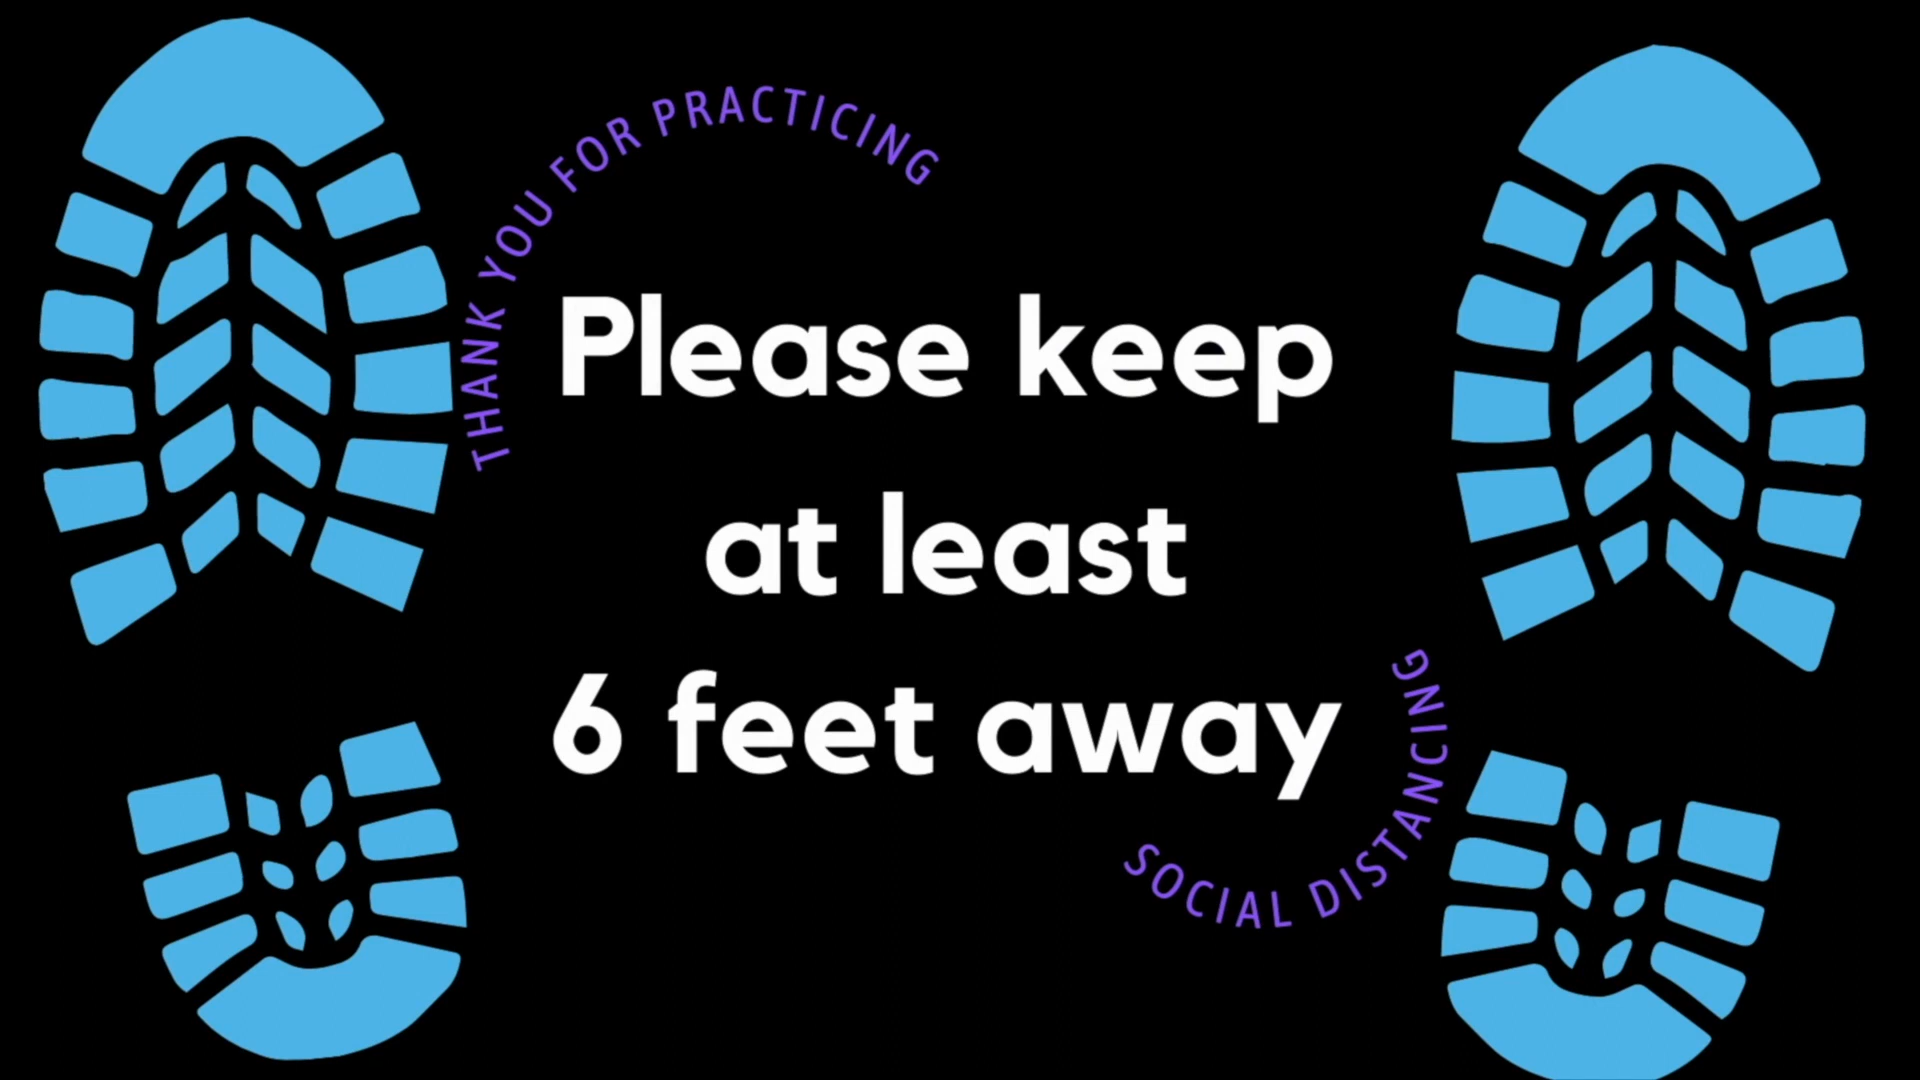 THANK YOU FOR PRACTICING
Please keep
at least
6 feet away
SOCIAL DISTANCING